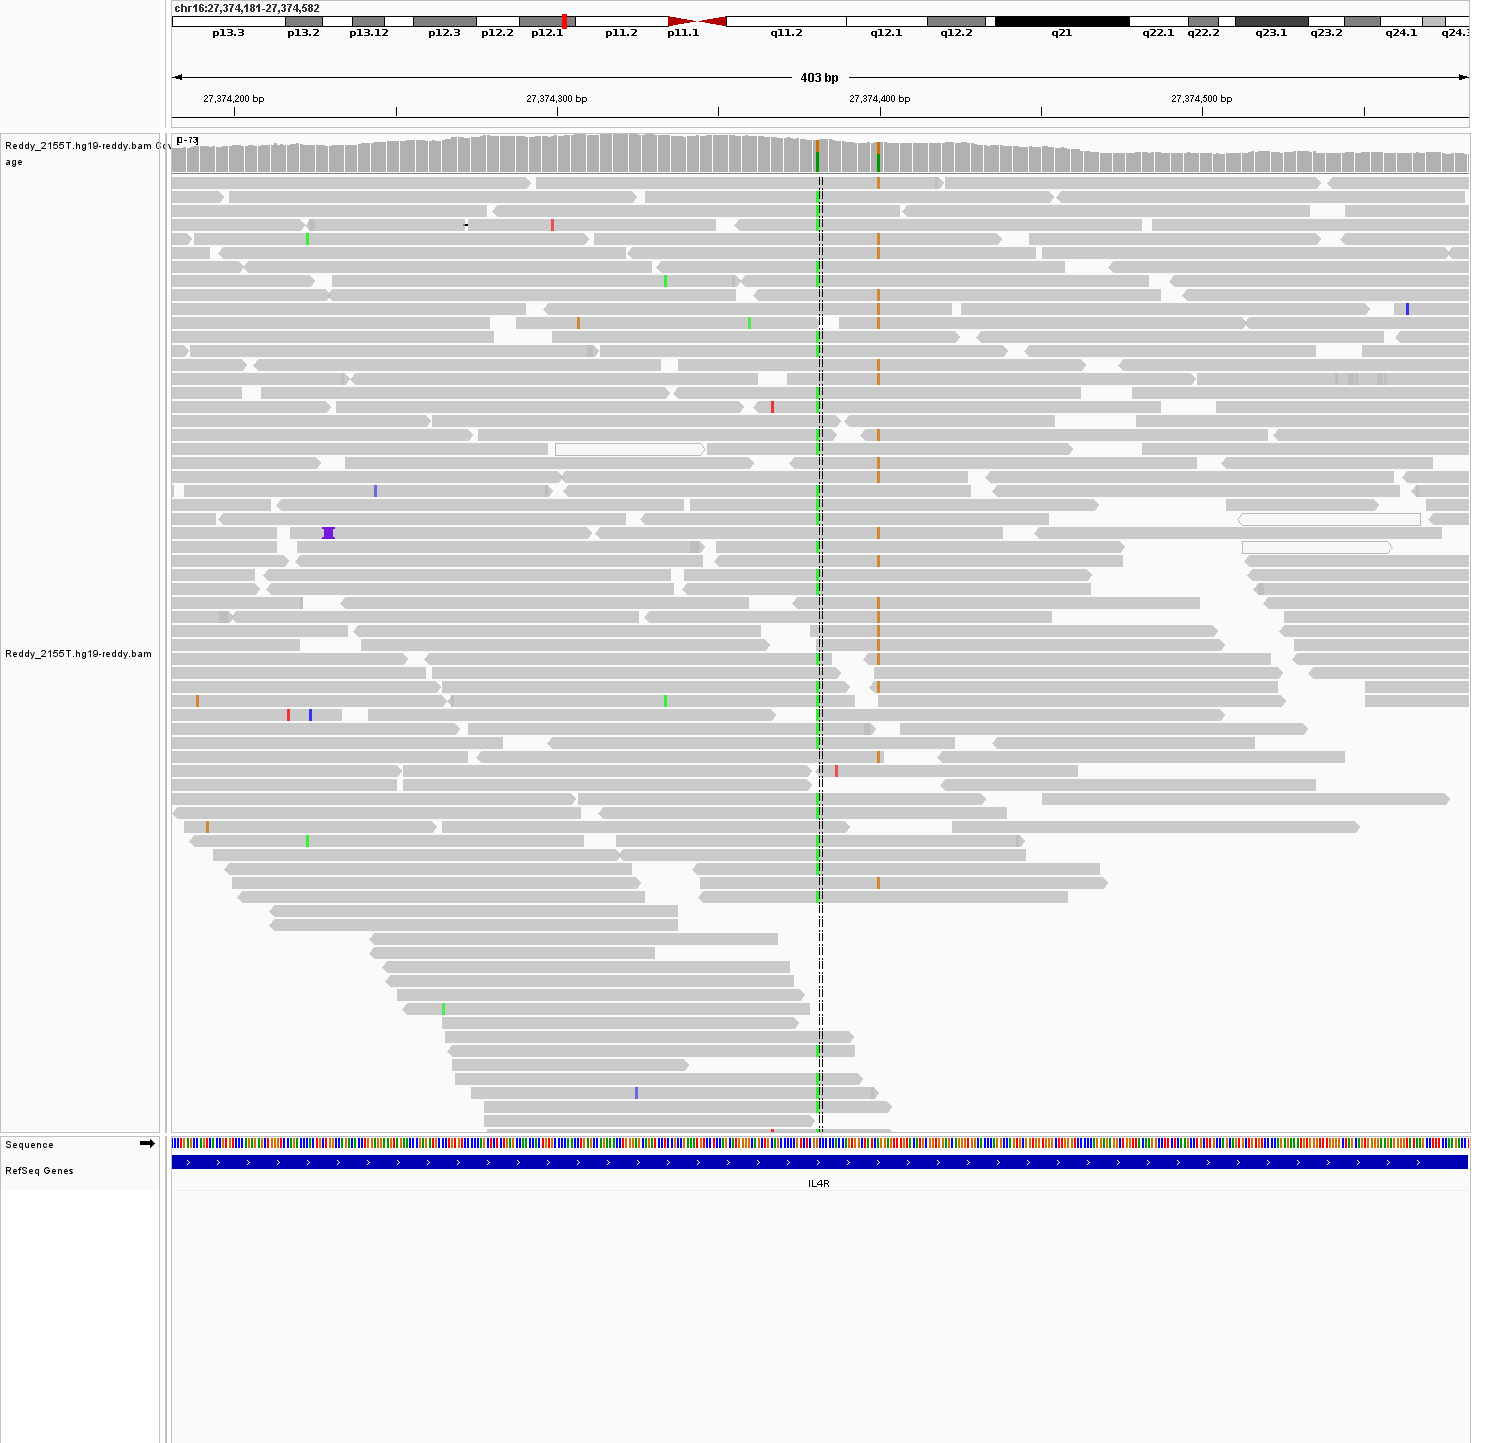 chr16:27,374,181-27,374,582
p13.3 p13.2 p13.12 p12.3 p12.2 p12.1 p11.2 p11.1 q11.2 q12.1 q12.2 q21 q22.1 q22.2 q23.1 q23.2 q24.1 q24.3
403 bp
27,374,200 bp 27,374,300 bp 27,374,400 bp 27,374,500 bp
Reddy_2155T.hg19-reddy.bam Cov
age
[0-73]
Reddy_2155T.hg19-reddy.bam
Sequence
RefSeq Genes
IL4R